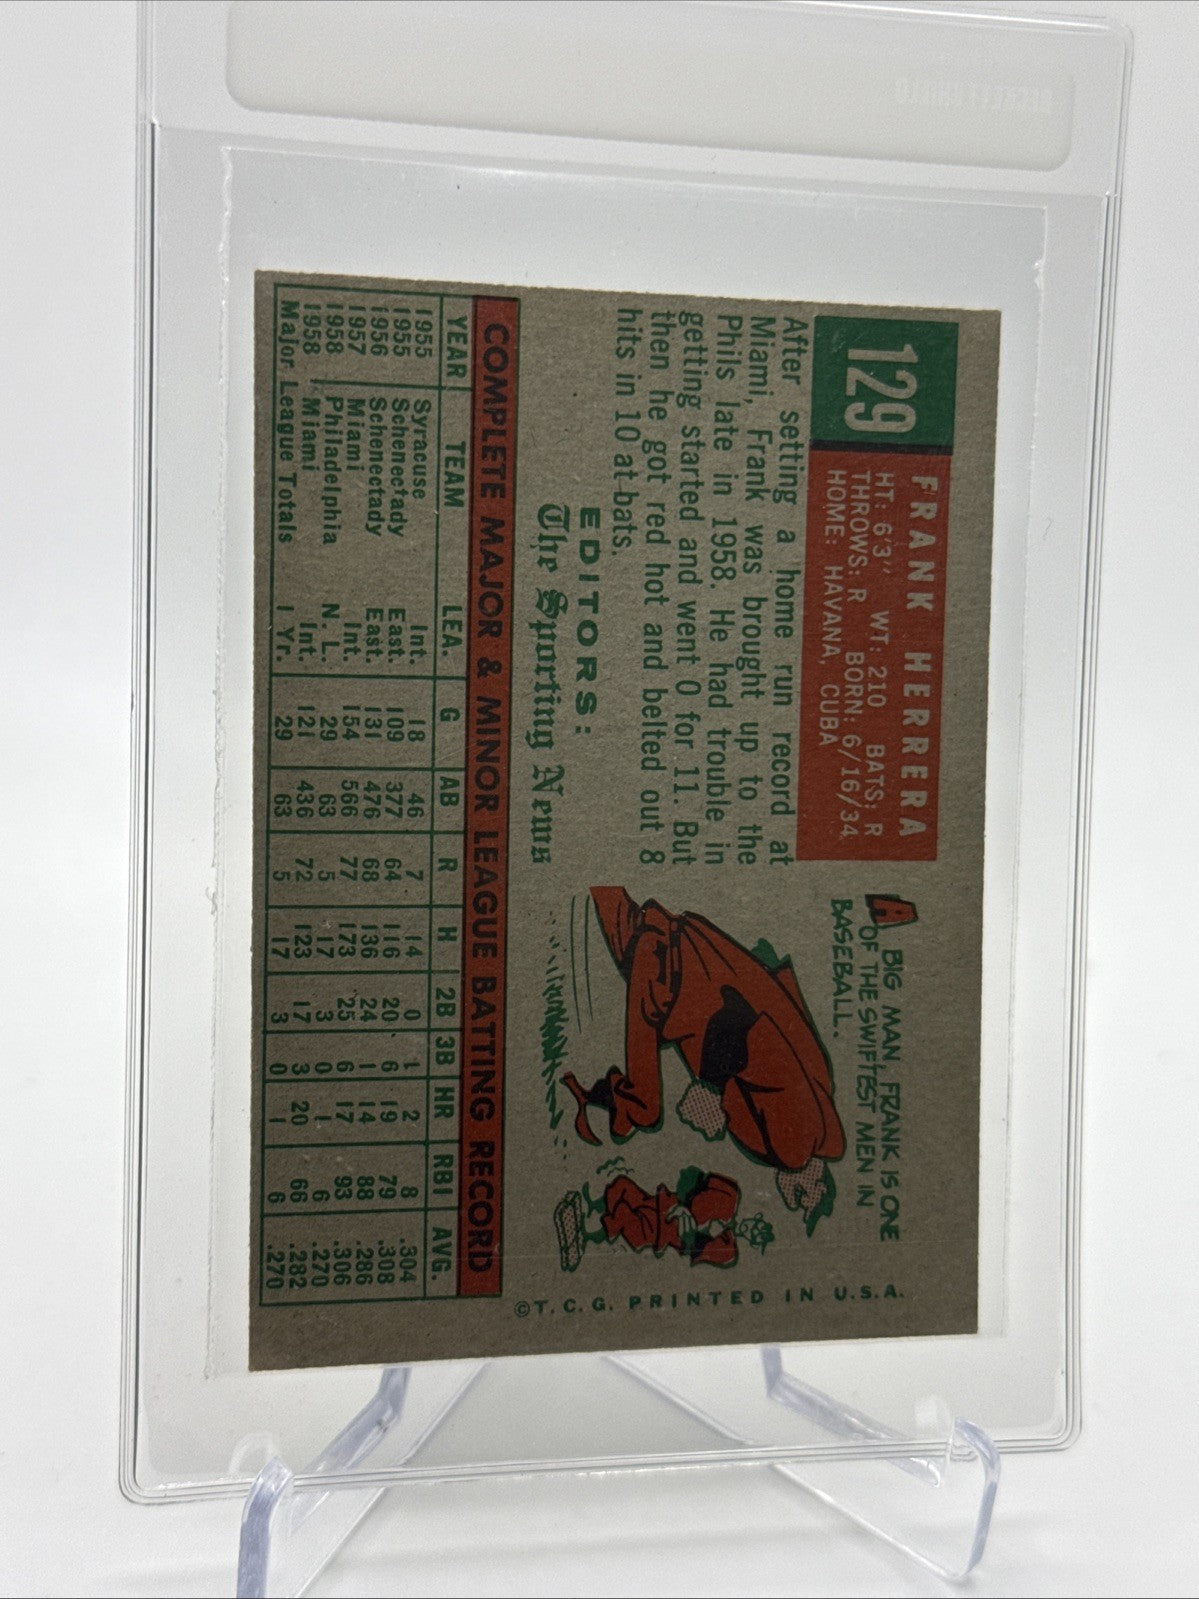 129
FRANK HERRERA
HT: 6'3" WT: 210 BATS: R
THROWS: R BORN: 6/16/34
HOME: HAVANA, CUBA
After setting a home run record at
Miami, Frank was brought up to the
Phils late in 1958. He had trouble in
getting started and went 0 for 11. But
then he got red hot and belted out 8
hits in 10 at-bats.
EDITORS:
The Sporting News
A BIG MAN, FRANK IS ONE
OF THE SWIFTEST MEN IN
BASEBALL.
©T.C.G. PRINTED IN U.S.A.
COMPLETE MAJOR & MINOR LEAGUE BATTING RECORD
YEAR TEAM LEA. G AB R H 2B 3B HR RBI AVG.
1955 Syracuse Int. 18 46 7 14 0 1 2 8 .304
1955 Schenectady East. 109 377 64 116 20 6 19 79 .308
1956 Schenectady East. 131 476 68 136 24 1 14 88 .286
1957 Miami Int. 154 566 77 173 25 6 17 93 .306
1958 Philadelphia N. L. 29 63 5 17 3 0 1 6 .270
1958 Miami Int. 121 436 72 123 17 3 20 66 .282
Major League Totals 1 Yr. 29 63 5 17 3 0 1 6 .270